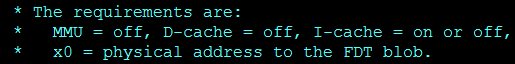 * The requirements are:
*   MMU = off, D-cache = off, I-cache = on or off,
*   x0 = physical address to the FDT blob.